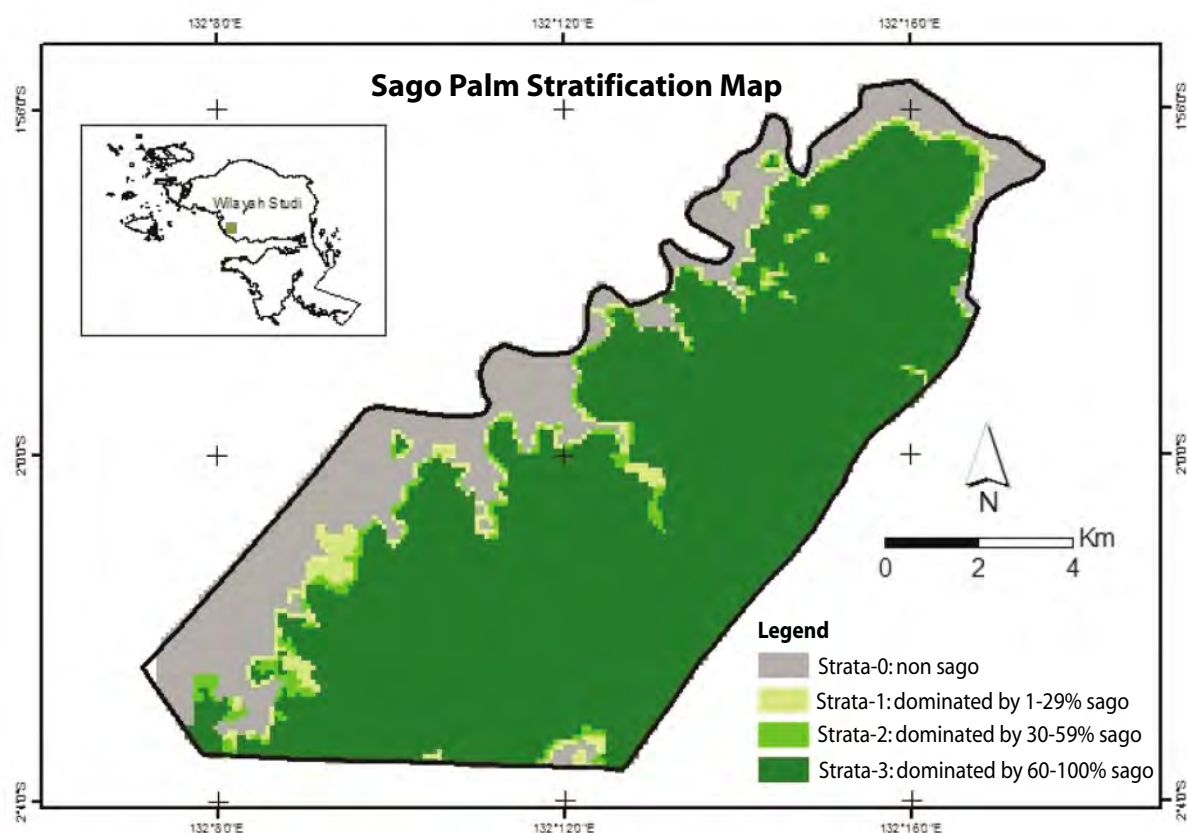 132°8'0"E 132°12'0"E 132°16'0"E
Sago Palm Stratification Map
1°56'0"S 1°56'0"S
Wilayah Studi
2°0'0"S 2°0'0"S
N
Km
0 2 4
Legend
Strata-0: non sago
Strata-1: dominated by 1-29% sago
Strata-2: dominated by 30-59% sago
Strata-3: dominated by 60-100% sago
2°4'0"S 2°4'0"S
132°8'0"E 132°12'0"E 132°16'0"E